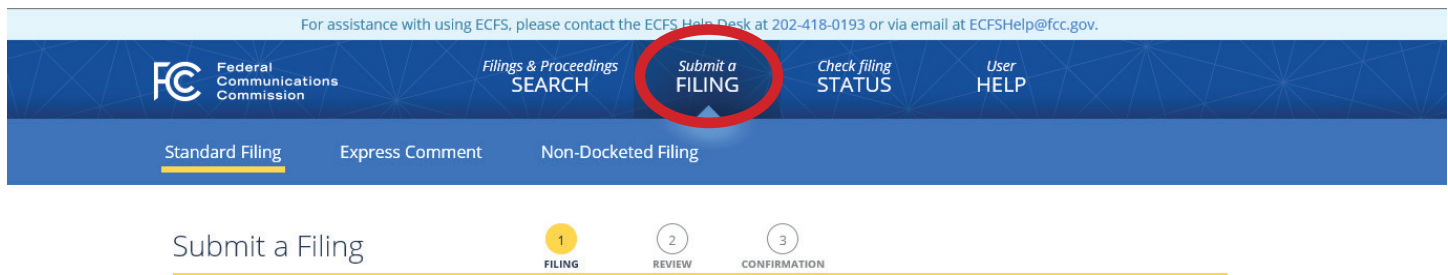 For assistance with using ECFS, please contact the ECFS Help Desk at 202-418-0193 or via email at ECFSHelp@fcc.gov.
FC Federal Communications Commission
Filings & Proceedings SEARCH
Submit a FILING
Check filing STATUS
User HELP
Standard Filing Express Comment Non-Docketed Filing
Submit a Filing
1 FILING
2 REVIEW
3 CONFIRMATION